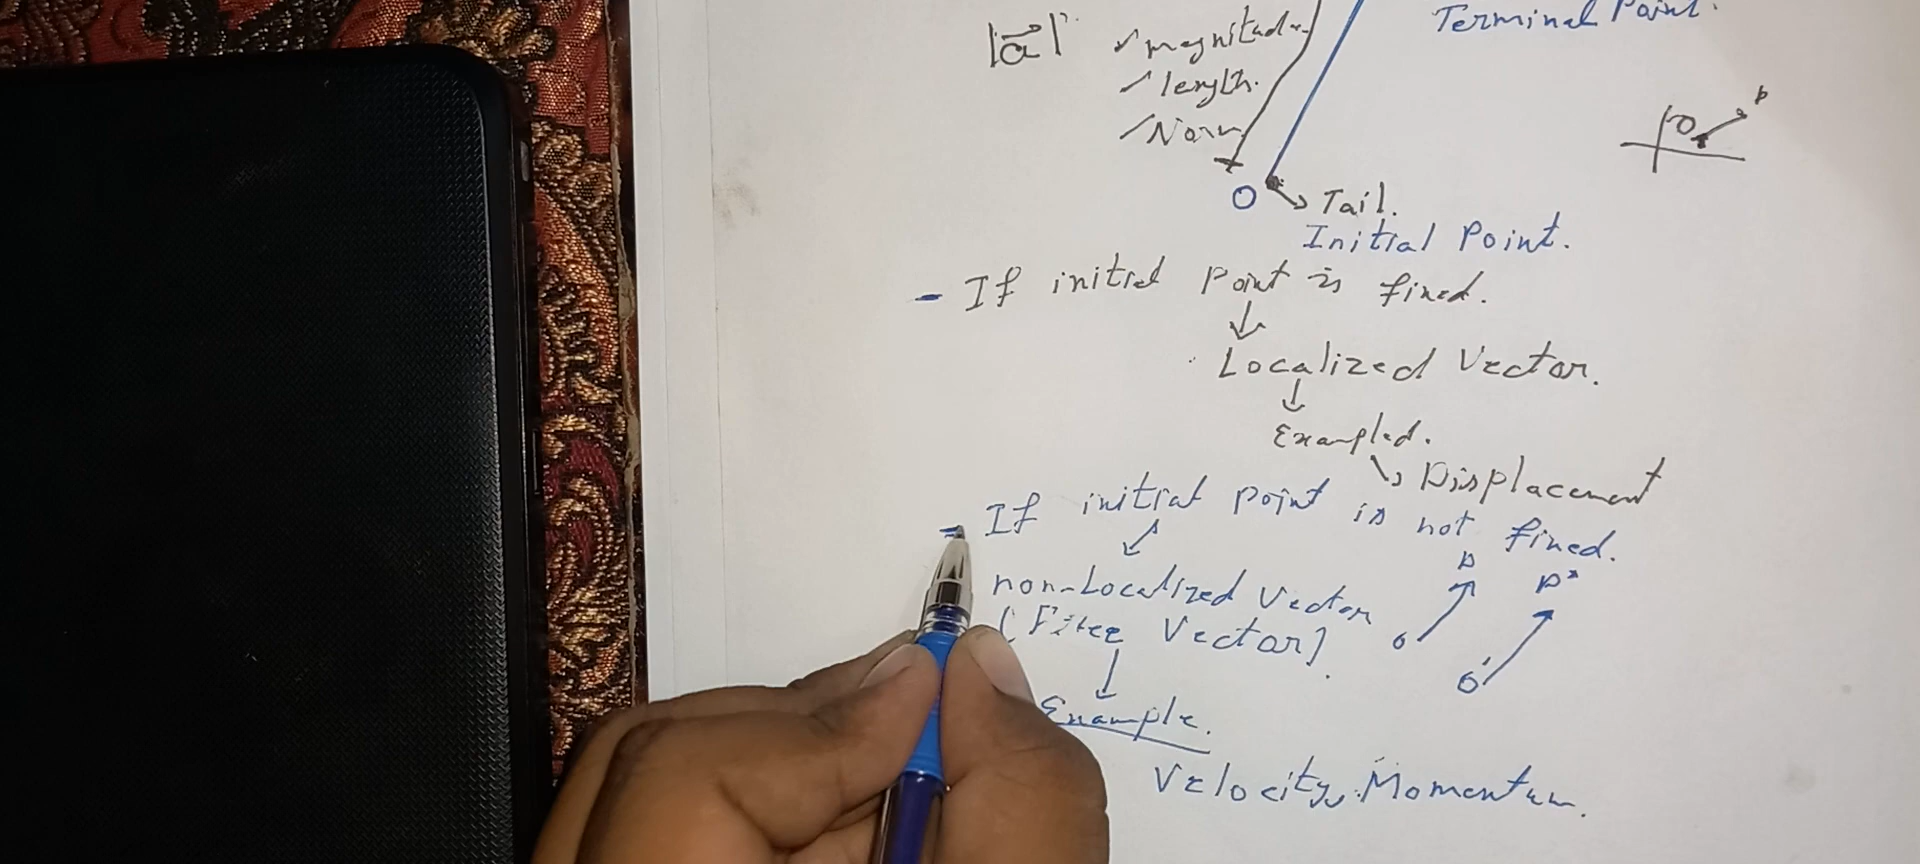 Terminal Point.
|a⃗| ✓ magnitude.
✓ length.
✓ Norm
P
O
O
Tail.
Initial Point.
- If initial point is fixed.
↓
Localized Vector.
↓
Exampled.
↘ Displacement
- If initial point is not fixed.
P P'
non-Localized Vector
(Free Vector)
O O'
↓
Example.
Velocity, Momentum.